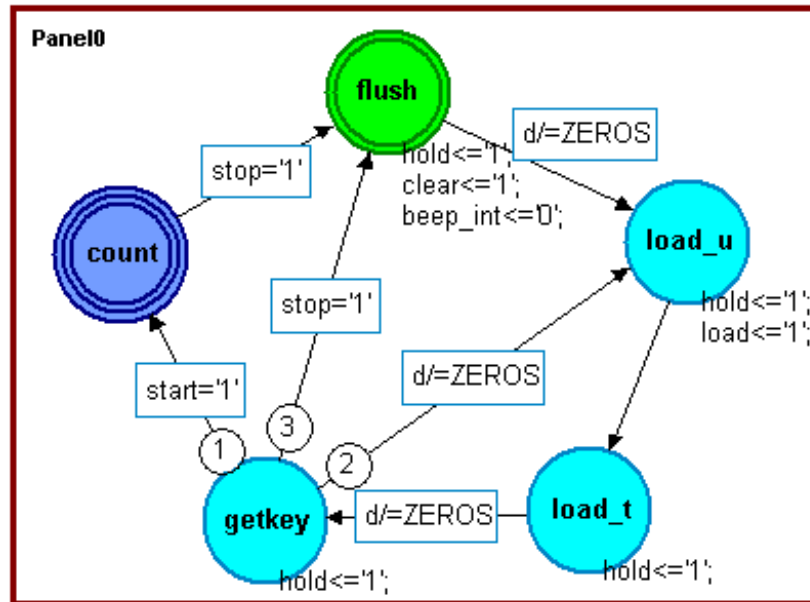 Panel0
flush
d/=ZEROS
stop='1'
hold<='1';
clear<='1';
beep_int<='0';
count
load_u
hold<='1';
load<='1';
stop='1'
d/=ZEROS
start='1'
3
1
2
getkey
d/=ZEROS
load_t
hold<='1';
hold<='1';